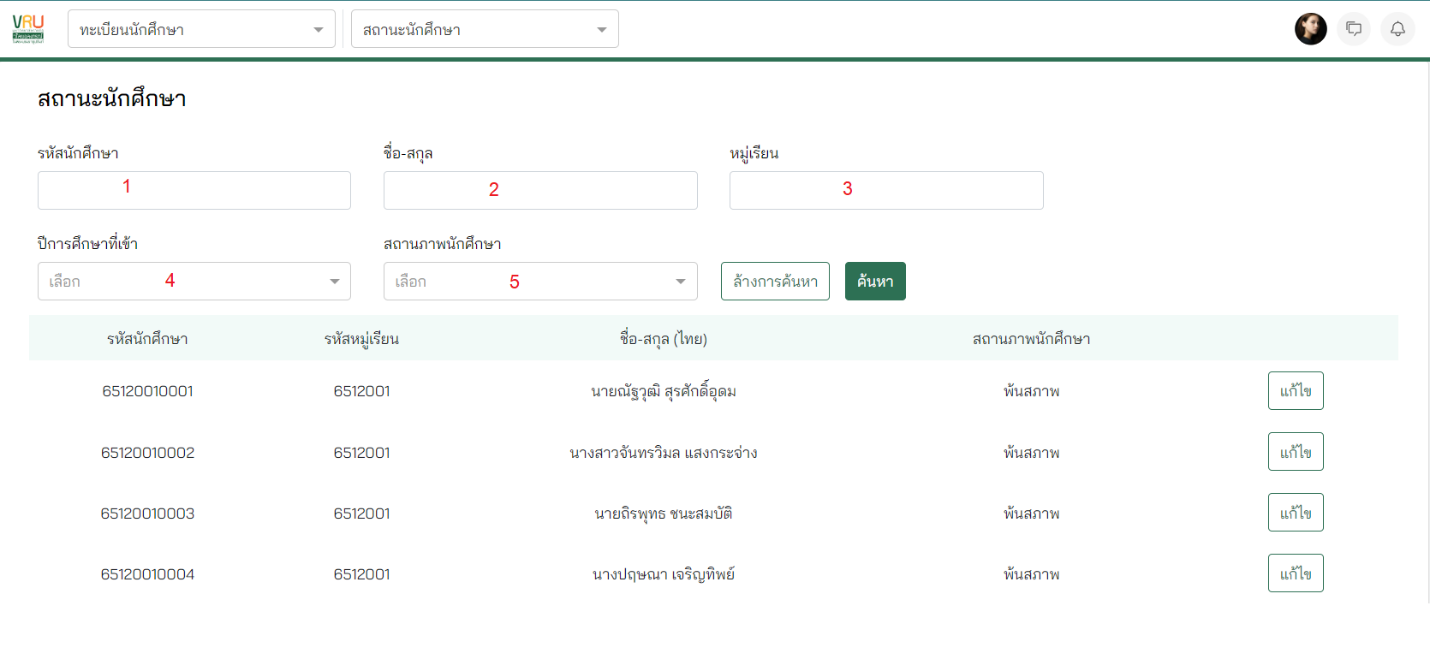 VRU
ทะเบียนนักศึกษา
สถานะนักศึกษา
สถานะนักศึกษา
รหัสนักศึกษา ชื่อ-สกุล หมู่เรียน
1 2 3
ปีการศึกษาที่เข้า สถานภาพนักศึกษา
เลือก 4 เลือก 5 ล้างการค้นหา ค้นหา
รหัสนักศึกษา รหัสหมู่เรียน ชื่อ-สกุล (ไทย) สถานภาพนักศึกษา
65120010001 6512001 นายณัฐวุฒิ สุรศักดิ์อุดม พ้นสภาพ แก้ไข
65120010002 6512001 นางสาวจันทรวิมล แสงกระจ่าง พ้นสภาพ แก้ไข
65120010003 6512001 นายถิรพุทธ ชนะสมบัติ พ้นสภาพ แก้ไข
65120010004 6512001 นางปฤษณา เจริญทิพย์ พ้นสภาพ แก้ไข